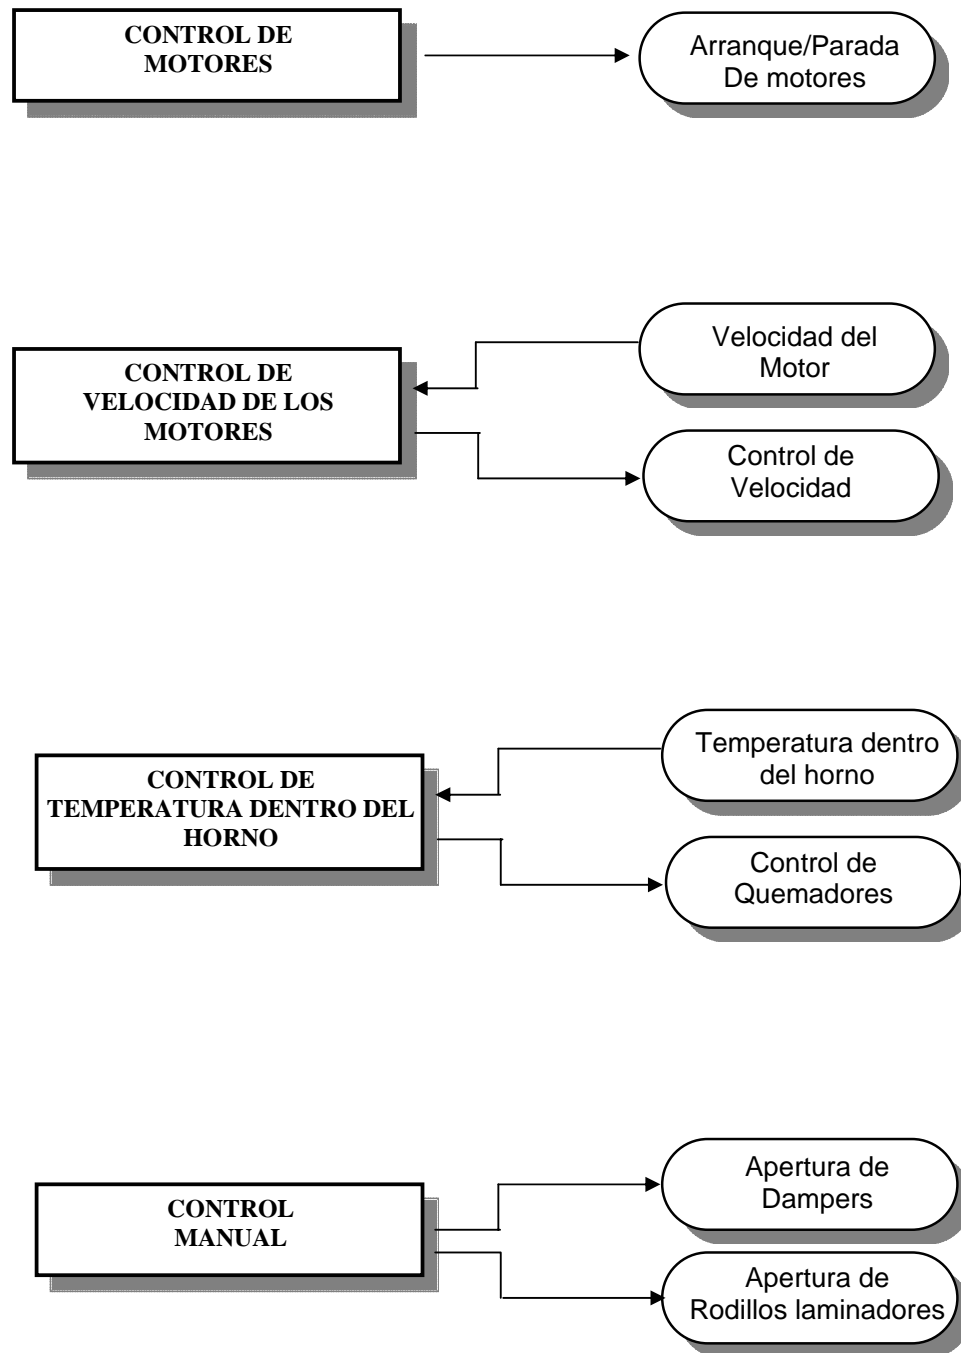 CONTROL DE
MOTORES
Arranque/Parada
De motores
CONTROL DE
VELOCIDAD DE LOS
MOTORES
Velocidad del
Motor
Control de
Velocidad
CONTROL DE
TEMPERATURA DENTRO DEL
HORNO
Temperatura dentro
del horno
Control de
Quemadores
CONTROL
MANUAL
Apertura de
Dampers
Apertura de
Rodillos laminadores